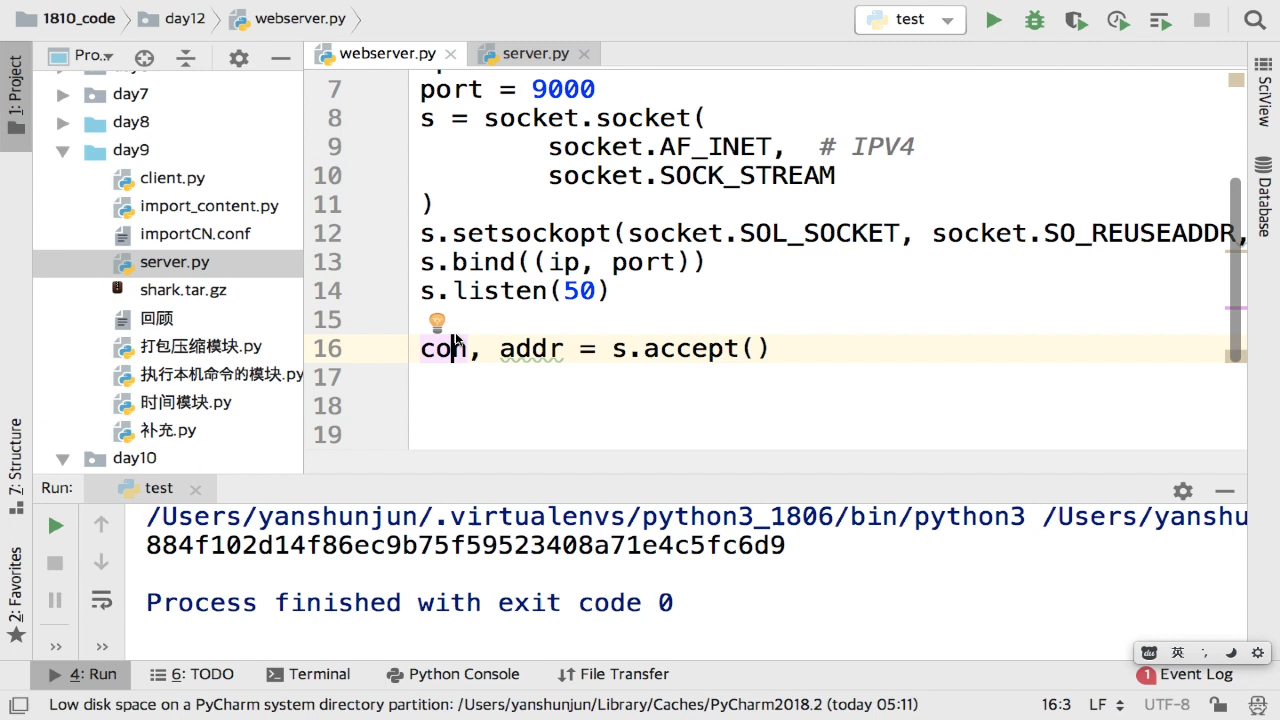 1810_code day12 webserver.py test
1: Project Pro... webserver.py server.py SciView
day7
day8
day9
client.py
import_content.py
importCN.conf
server.py
shark.tar.gz
回顾
打包压缩模块.py
执行本机命令的模块.py
时间模块.py
补充.py
day10
7 port = 9000
8 s = socket.socket(
9 socket.AF_INET,  # IPV4
10 socket.SOCK_STREAM
11 )
12 s.setsockopt(socket.SOL_SOCKET, socket.SO_REUSEADDR,
13 s.bind((ip, port))
14 s.listen(50)
15
16 con, addr = s.accept()
17
18
19
Database
7: Structure
2: Favorites
Run: test
/Users/yanshunjun/.virtualenvs/python3_1806/bin/python3 /Users/yanshu
884f102d14f86ec9b75f59523408a71e4c5fc6d9
Process finished with exit code 0
du 英
4: Run 6: TODO Terminal Python Console File Transfer 1 Event Log
Low disk space on a PyCharm system directory partition: /Users/yanshunjun/Library/Caches/PyCharm2018.2 (today 05:11) 16:3 LF UTF-8